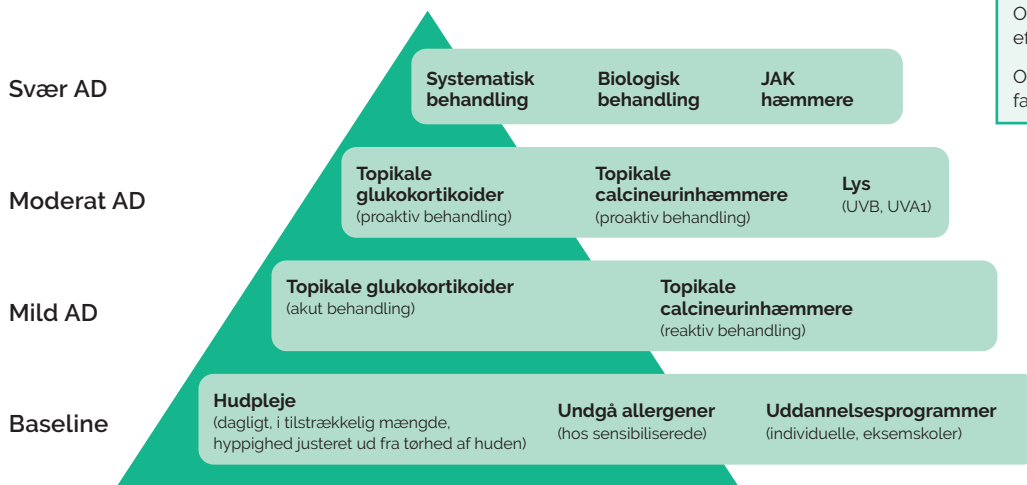 Svær AD
Systematisk
behandling
Biologisk
behandling
JAK
hæmmere
Moderat AD
Topikale
glukokortikoider
(proaktiv behandling)
Topikale
calcineurinhæmmere
(proaktiv behandling)
Lys
(UVB, UVA1)
Mild AD
Topikale glukokortikoider
(akut behandling)
Topikale
calcineurinhæmmere
(reaktiv behandling)
Baseline
Hudpleje
(dagligt, i tilstrækkelig mængde,
hyppighed justeret ud fra tørhed af huden)
Undgå allergener
(hos sensibiliserede)
Uddannelsesprogrammer
(individuelle, eksemskoler)